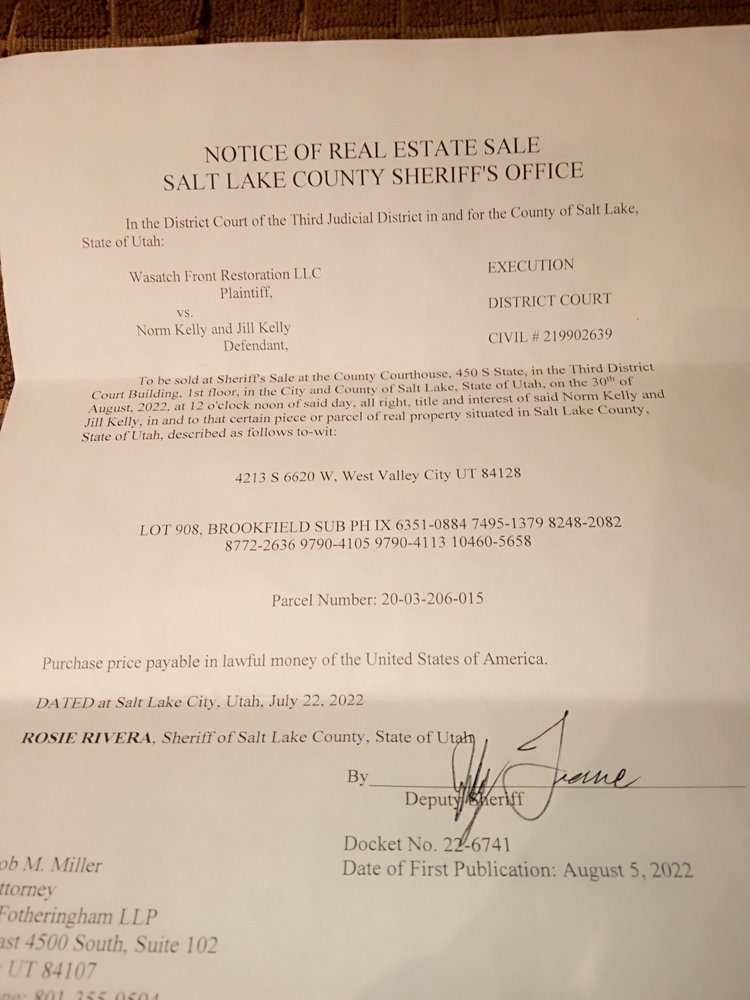 NOTICE OF REAL ESTATE SALE
SALT LAKE COUNTY SHERIFF'S OFFICE
In the District Court of the Third Judicial District in and for the County of Salt Lake,
State of Utah:
Wasatch Front Restoration LLC
Plaintiff,
vs.
Norm Kelly and Jill Kelly
Defendant,
EXECUTION
DISTRICT COURT
CIVIL # 219902639
To be sold at Sheriff's Sale at the County Courthouse, 450 S State, in the Third District
Court Building, 1st floor, in the City and County of Salt Lake, State of Utah, on the 30th of
August, 2022, at 12 o'clock noon of said day, all right, title and interest of said Norm Kelly and
Jill Kelly, in and to that certain piece or parcel of real property situated in Salt Lake County,
State of Utah, described as follows to-wit:
4213 S 6620 W, West Valley City UT 84128
LOT 908, BROOKFIELD SUB PH IX 6351-0884 7495-1379 8248-2082
8772-2636 9790-4105 9790-4113 10460-5658
Parcel Number: 20-03-206-015
Purchase price payable in lawful money of the United States of America.
DATED at Salt Lake City, Utah, July 22, 2022
ROSIE RIVERA, Sheriff of Salt Lake County, State of Utah
By
Deputy Sheriff
Docket No. 22-6741
Date of First Publication: August 5, 2022
ob M. Miller
ttorney
Fotheringham LLP
ast 4500 South, Suite 102
UT 84107
ne: 801-355-9594